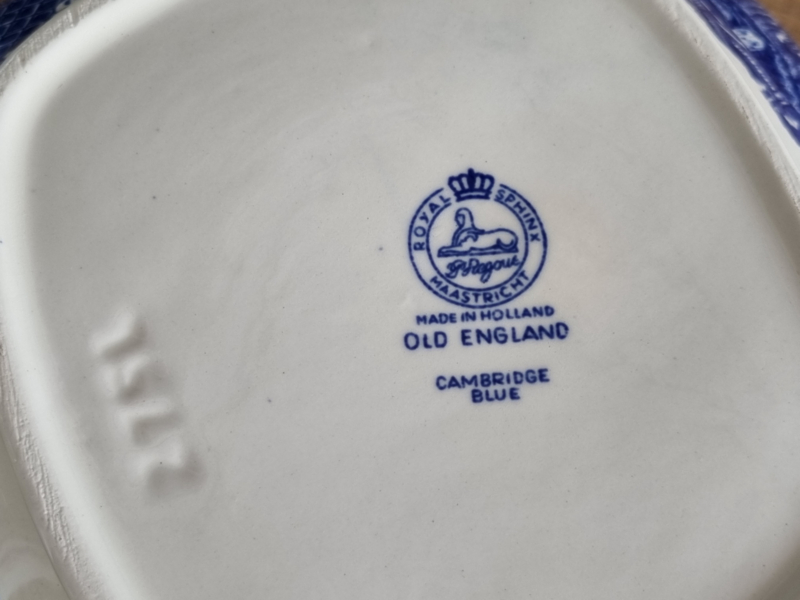 ROYAL SPHINX
P. Regout
MAASTRICHT
MADE IN HOLLAND
OLD ENGLAND
CAMBRIDGE
BLUE